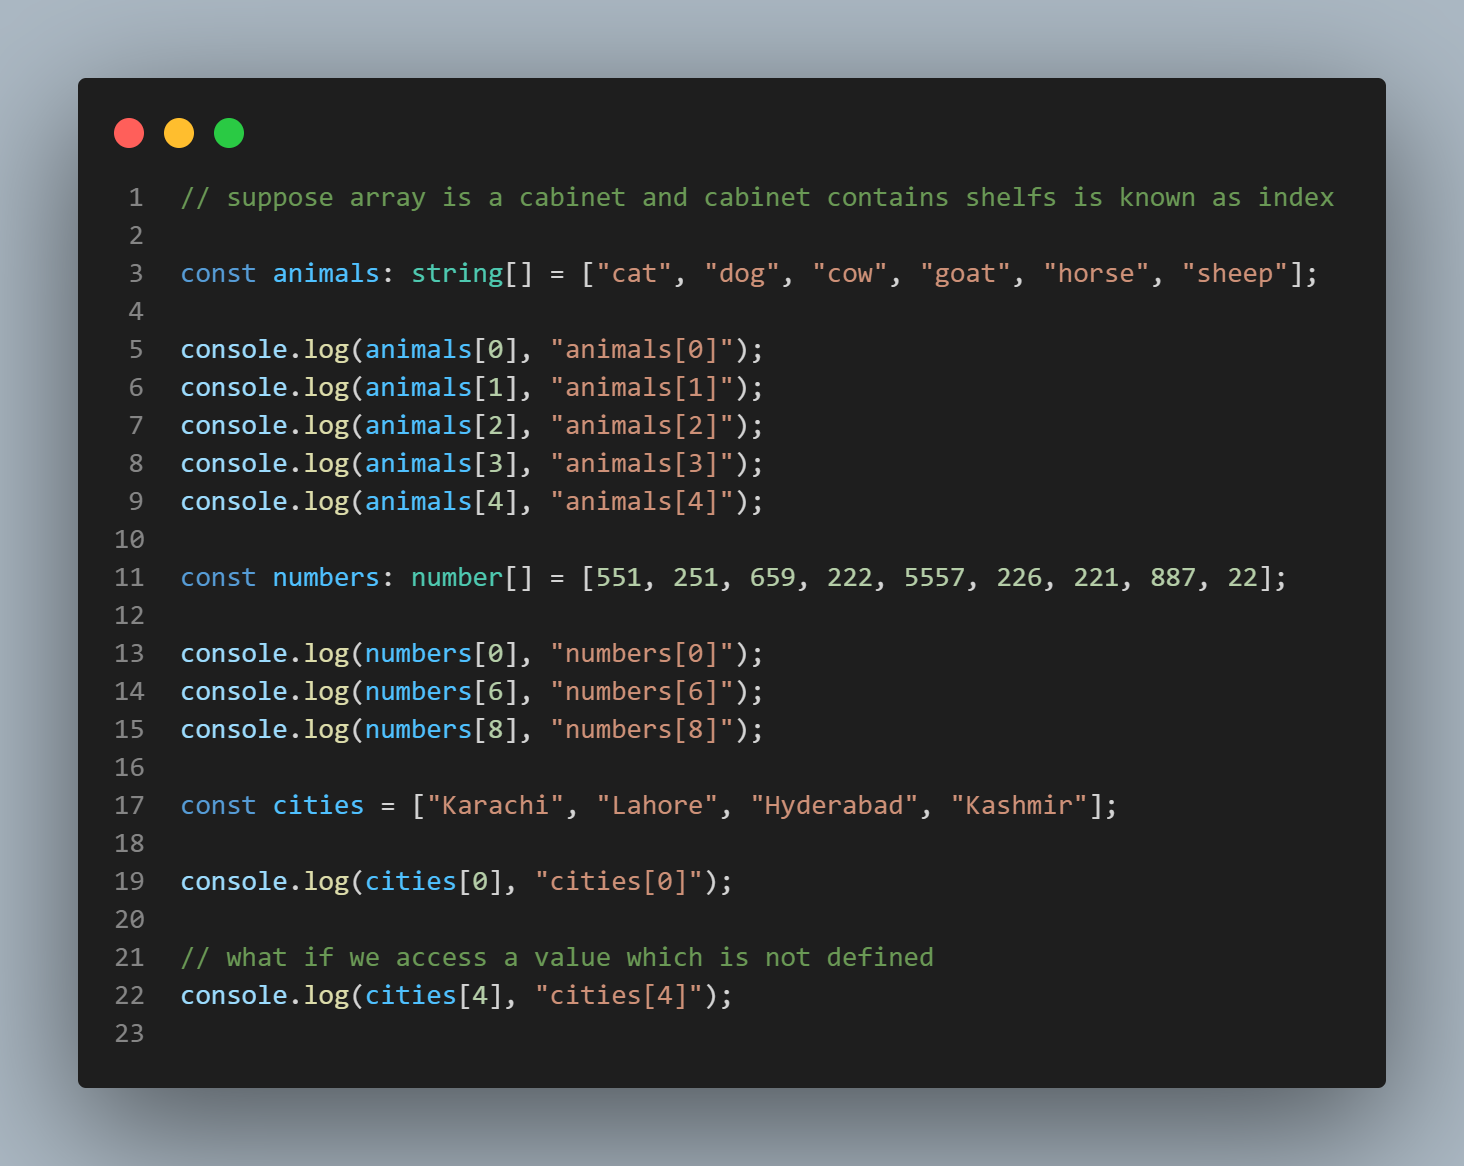 1 // suppose array is a cabinet and cabinet contains shelfs is known as index
2
3 const animals: string[] = ["cat", "dog", "cow", "goat", "horse", "sheep"];
4
5 console.log(animals[0], "animals[0]");
6 console.log(animals[1], "animals[1]");
7 console.log(animals[2], "animals[2]");
8 console.log(animals[3], "animals[3]");
9 console.log(animals[4], "animals[4]");
10
11 const numbers: number[] = [551, 251, 659, 222, 5557, 226, 221, 887, 22];
12
13 console.log(numbers[0], "numbers[0]");
14 console.log(numbers[6], "numbers[6]");
15 console.log(numbers[8], "numbers[8]");
16
17 const cities = ["Karachi", "Lahore", "Hyderabad", "Kashmir"];
18
19 console.log(cities[0], "cities[0]");
20
21 // what if we access a value which is not defined
22 console.log(cities[4], "cities[4]");
23